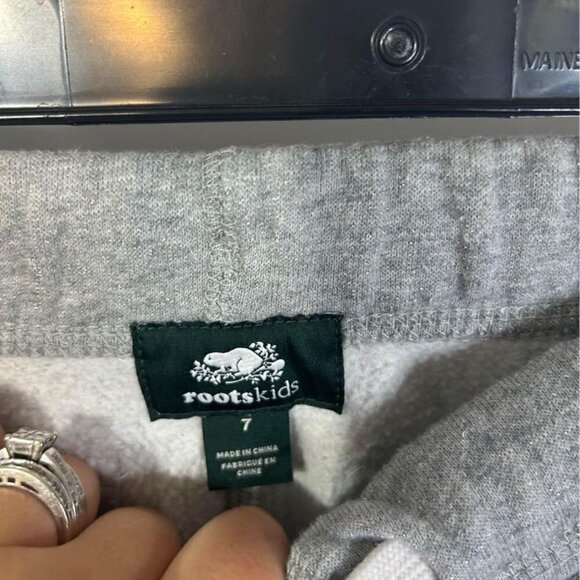 MAINE
rootskids
7
MADE IN CHINA
FABRIQUÉ EN
CHINE